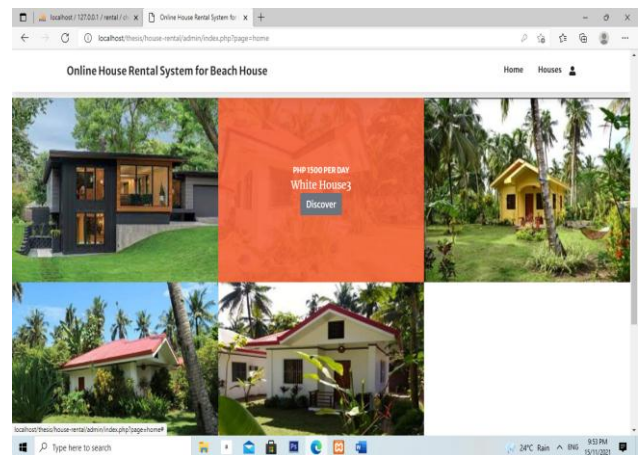 localhost / 127.0.0.1 / rental / ch
Online House Rental System for
localhost/thesis/house-rental/admin/index.php?page=home
Online House Rental System for Beach House
Home
Houses
PHP 1500 PER DAY
White House3
Discover
localhost/thesis/house-rental/admin/index.php?page=home#
Type here to search
24°C Rain
ENG
9:53 PM
15/11/2021